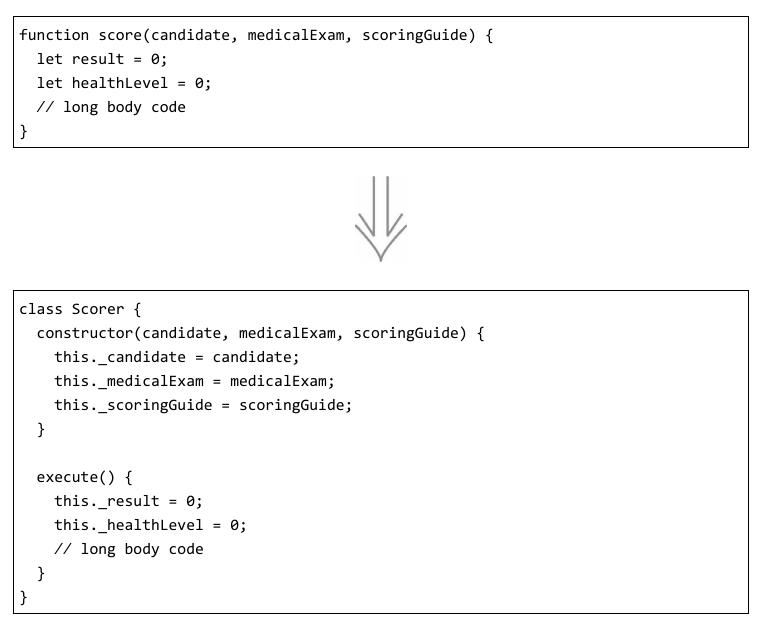 function score(candidate, medicalExam, scoringGuide) {
  let result = 0;
  let healthLevel = 0;
  // long body code
}
class Scorer {
  constructor(candidate, medicalExam, scoringGuide) {
    this._candidate = candidate;
    this._medicalExam = medicalExam;
    this._scoringGuide = scoringGuide;
  }
  execute() {
    this._result = 0;
    this._healthLevel = 0;
    // long body code
  }
}